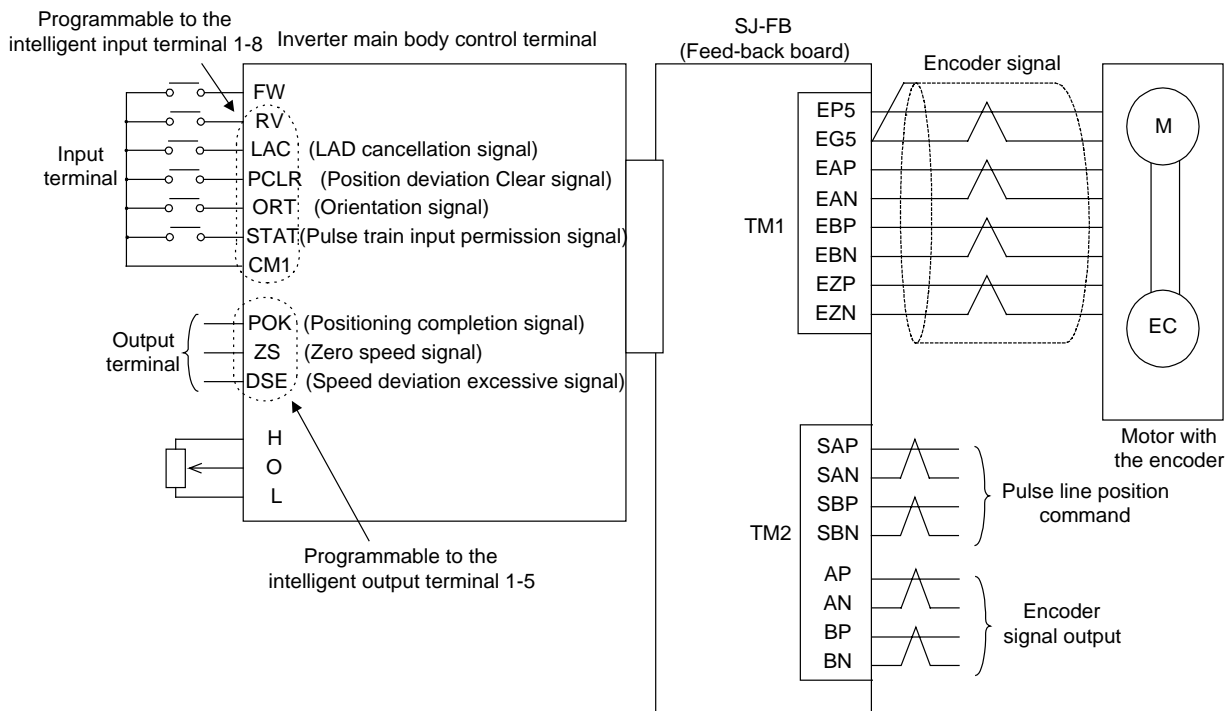 Programmable to the
intelligent input terminal 1-8
Inverter main body control terminal
Input
terminal
FW
RV
LAC (LAD cancellation signal)
PCLR (Position deviation Clear signal)
ORT (Orientation signal)
STAT (Pulse train input permission signal)
CM1
Output
terminal
POK (Positioning completion signal)
ZS (Zero speed signal)
DSE (Speed deviation excessive signal)
H
O
L
Programmable to the
intelligent output terminal 1-5
SJ-FB
(Feed-back board)
Encoder signal
TM1
EP5
EG5
EAP
EAN
EBP
EBN
EZP
EZN
M
EC
Motor with
the encoder
TM2
SAP
SAN
SBP
SBN
Pulse line position
command
AP
AN
BP
BN
Encoder
signal output